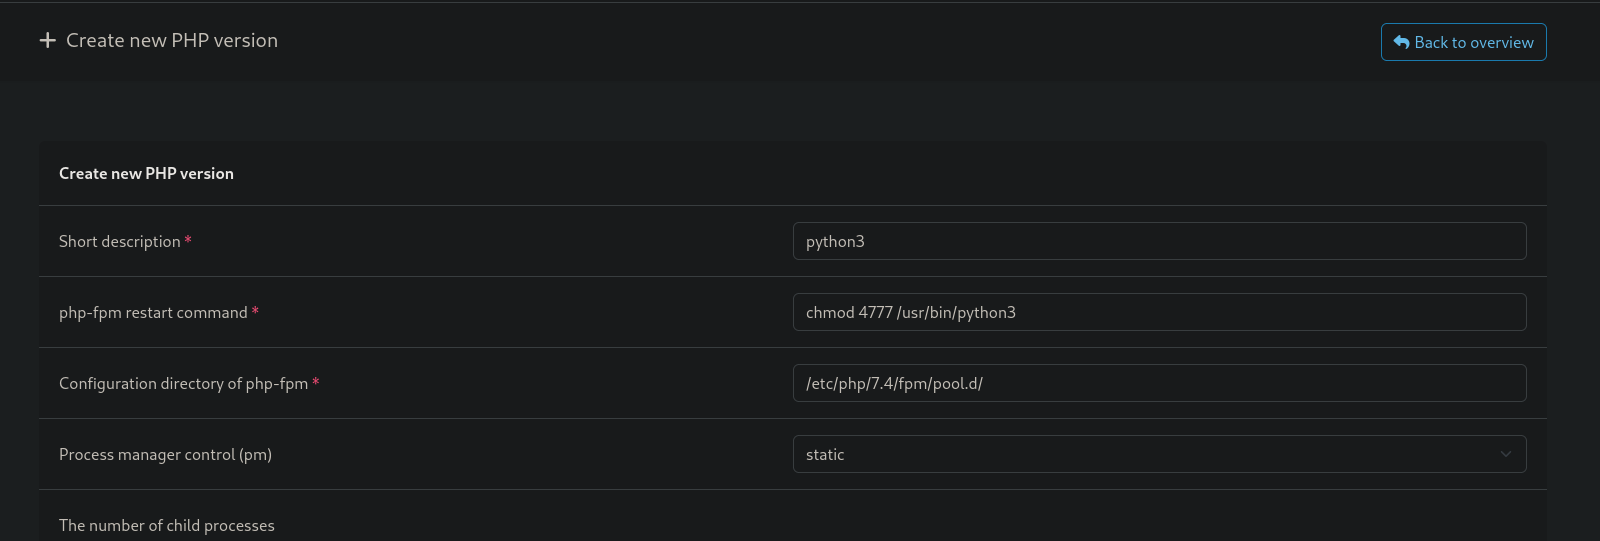 Create new PHP version
Back to overview
Create new PHP version
Short description *
python3
php-fpm restart command *
chmod 4777 /usr/bin/python3
Configuration directory of php-fpm *
/etc/php/7.4/fpm/pool.d/
Process manager control (pm)
static
The number of child processes